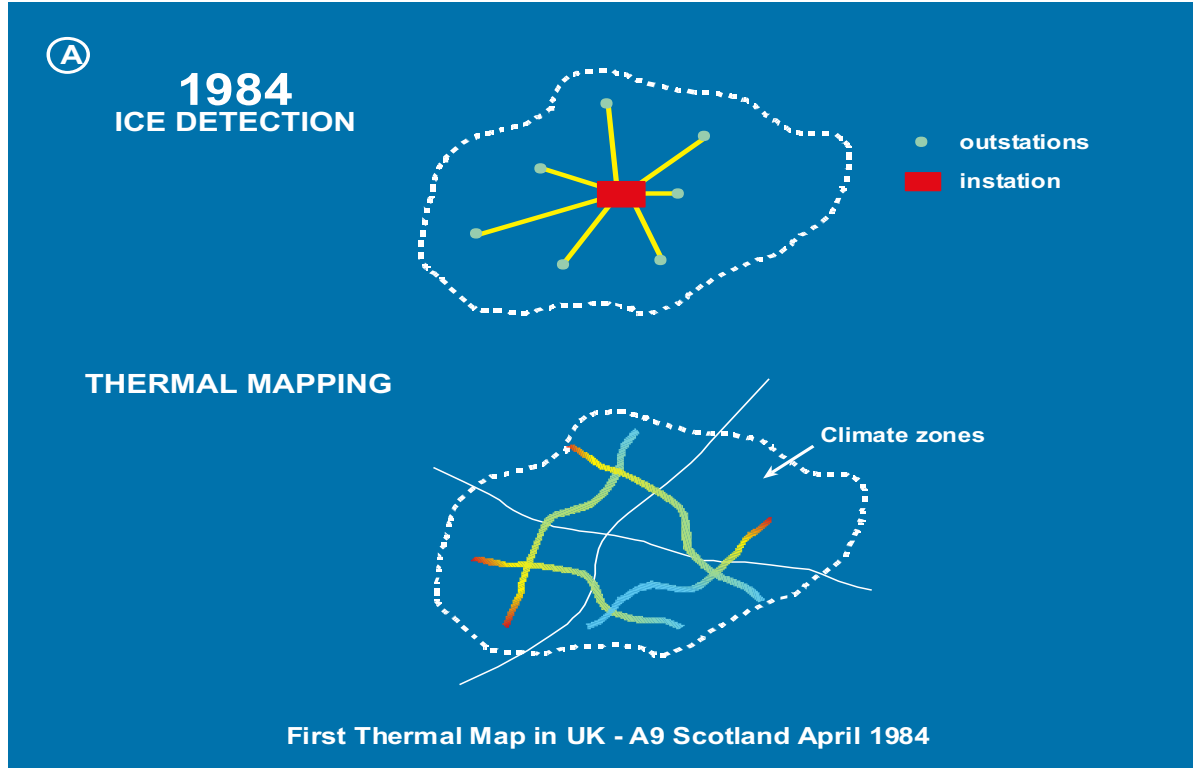 A
1984
ICE DETECTION
outstations
instation
THERMAL MAPPING
Climate zones
First Thermal Map in UK - A9 Scotland April 1984